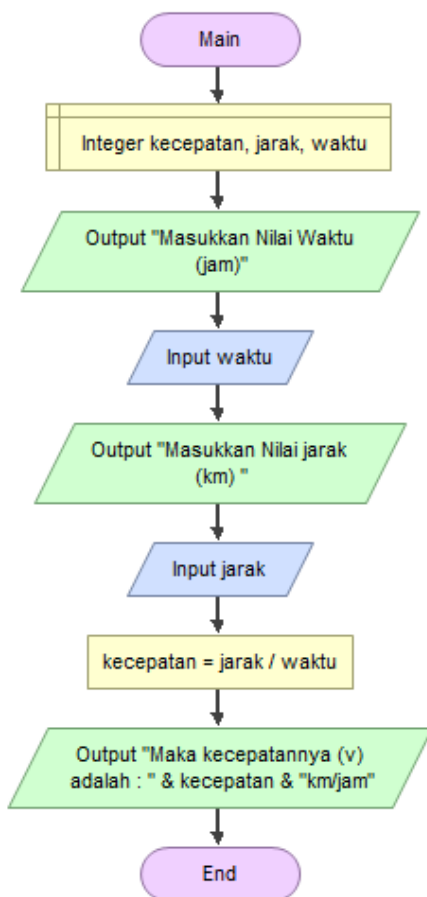 Main
Integer kecepatan, jarak, waktu
Output "Masukkan Nilai Waktu
(jam)"
Input waktu
Output "Masukkan Nilai jarak
(km) "
Input jarak
kecepatan = jarak / waktu
Output "Maka kecepatannya (v)
adalah : " & kecepatan & "km/jam"
End